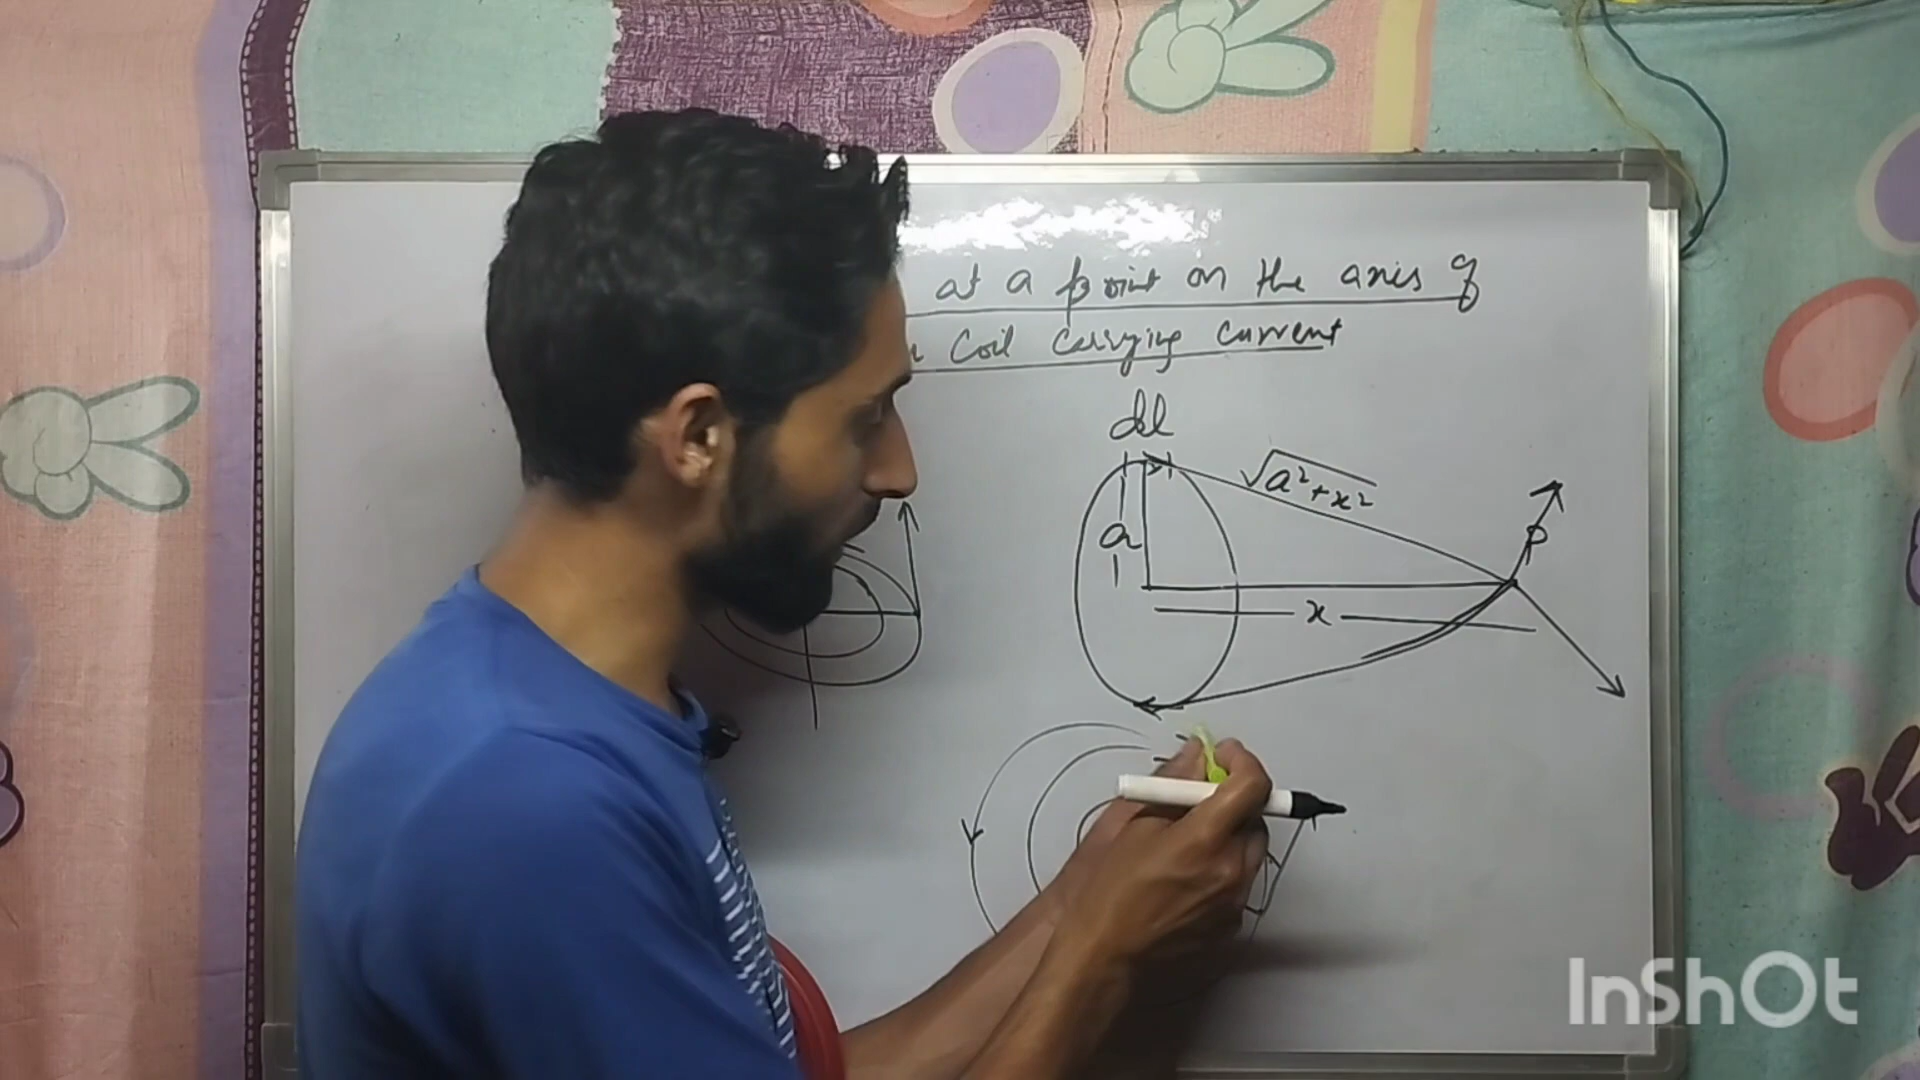 at a point on the axis of
Coil Carrying Current
dl
√a²+x²
a
P
x
InShOt